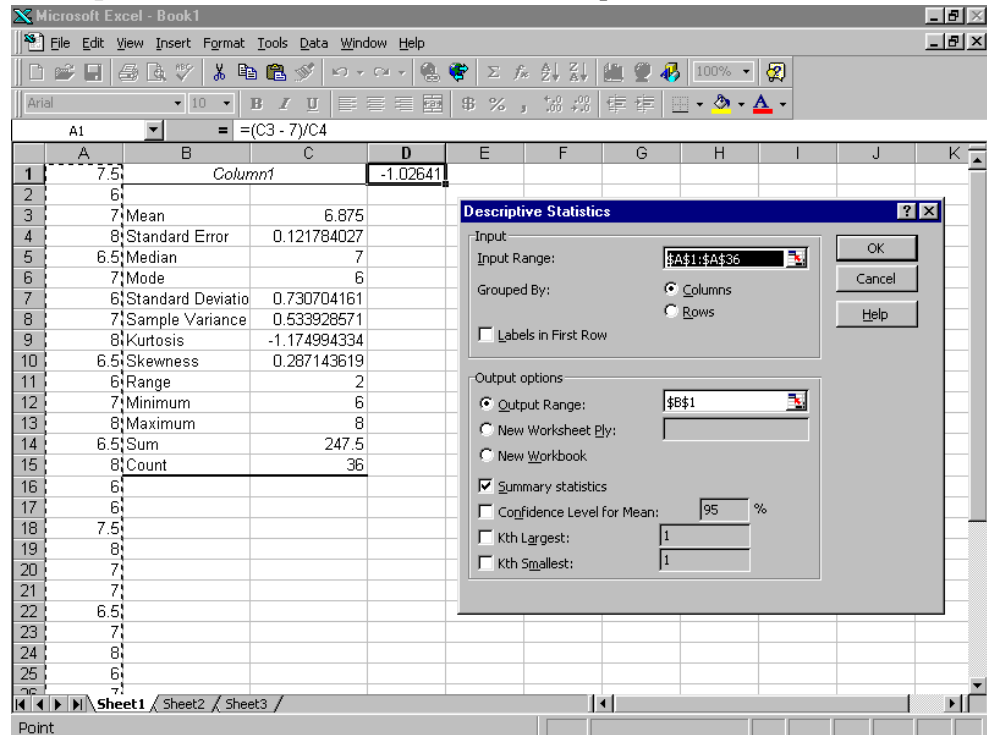 Microsoft Excel - Book1
File Edit View Insert Format Tools Data Window Help
100%
Arial 10 B I U $ % ,
A1 = =(C3 - 7)/C4
A B C D E F G H I J K
1 7.5 Column1 -1.02641
2 6
3 7 Mean 6.875
4 8 Standard Error 0.121784027
5 6.5 Median 7
6 7 Mode 6
7 6 Standard Deviatio 0.730704161
8 7 Sample Variance 0.533928571
9 8 Kurtosis -1.174994334
10 6.5 Skewness 0.287143619
11 6 Range 2
12 7 Minimum 6
13 8 Maximum 8
14 6.5 Sum 247.5
15 8 Count 36
16 6
17 6
18 7.5
19 8
20 7
21 7
22 6.5
23 7
24 8
25 6
26 7
Descriptive Statistics
Input
Input Range: $A$1:$A$36
Grouped By: Columns
Rows
Labels in First Row
OK
Cancel
Help
Output options
Output Range: $B$1
New Worksheet Ply:
New Workbook
Summary statistics
Confidence Level for Mean: 95 %
Kth Largest: 1
Kth Smallest: 1
Sheet1 Sheet2 Sheet3
Point